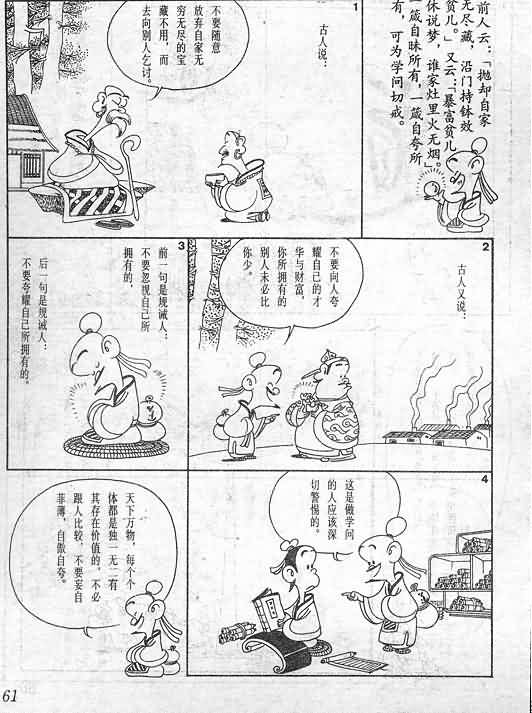 前人云：「抛却自家
无尽藏，沿门持钵效
贫儿。」又云：「暴富贫儿
休说梦，谁家灶里火无烟」
一箴自昧所有，一箴自夸所
有，可为学问切戒。
1
古人说：
不要随意
放弃自家无
穷无尽的宝
藏不用，而
去向别人乞讨。
2
古人又说：
不要向人夸
耀自己的才
华与财富，
你所拥有的
别人未必比
你少。
3
前一句是规诫人：
不要忽视自己所
拥有的。
后一句是规诫人：
不要夸耀自己所拥有的。
4
这是做学问
的人应该深
切警惕的。
天下万物，每个个
体都是独一无二有
其存在价值的。不必
跟人比较，不要妄自
菲薄，自傲自夸。
61